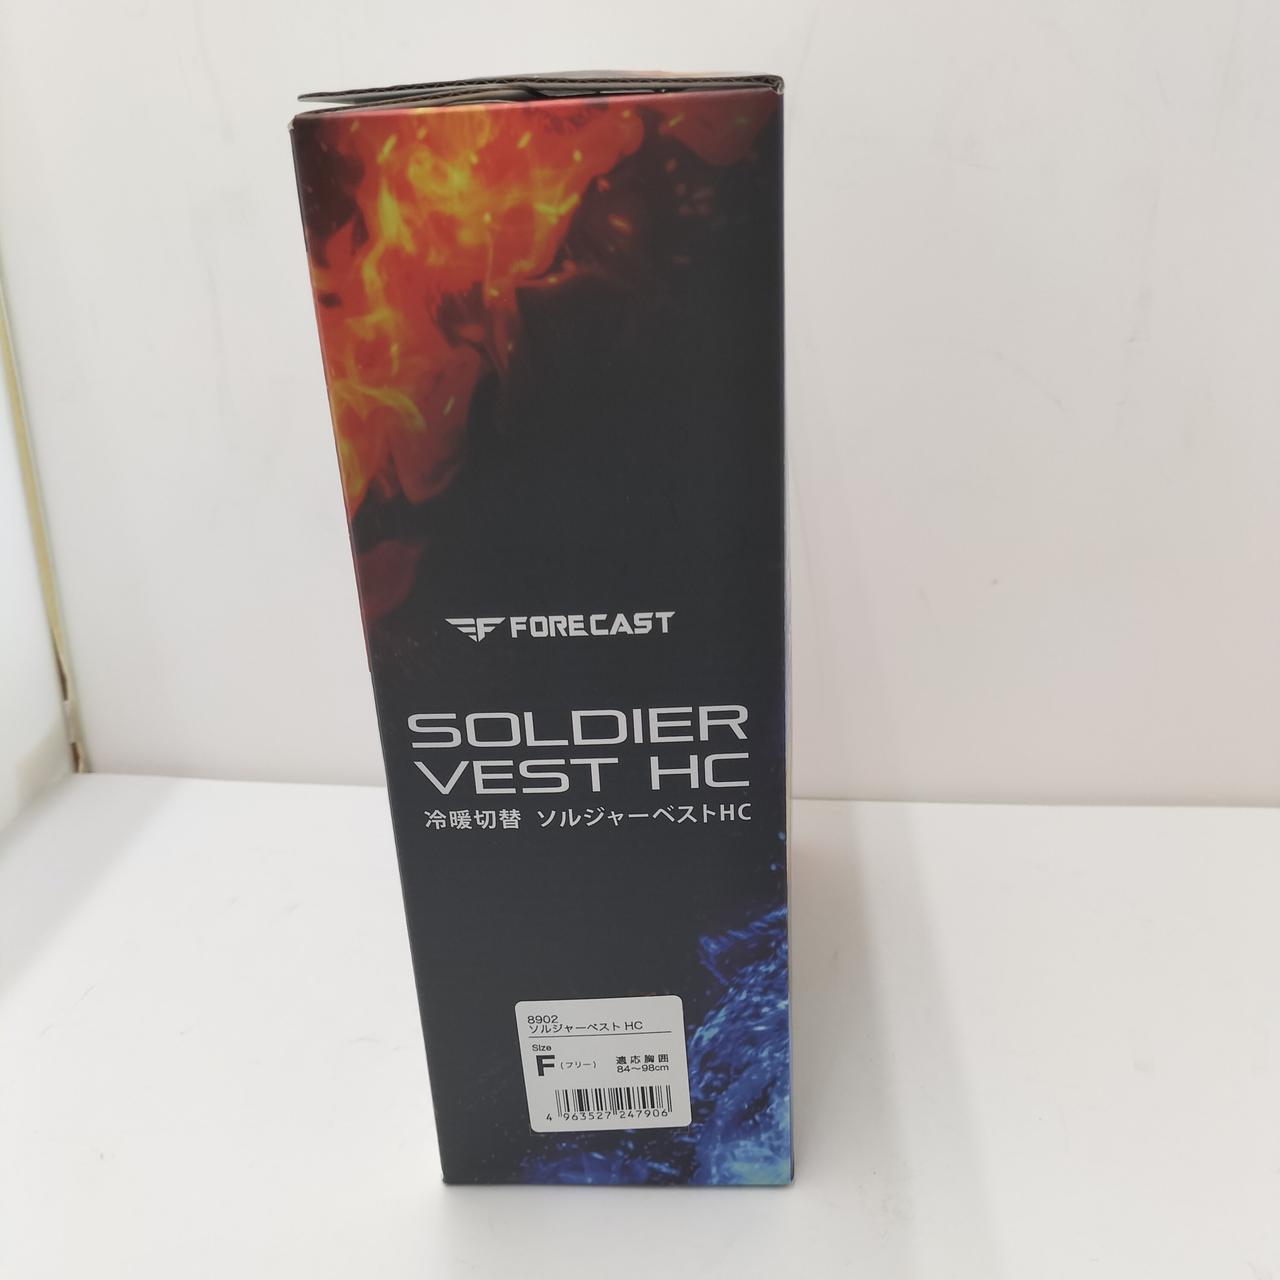 FORECAST
SOLDIER
VEST HC
冷暖切替 ソルジャーベストHC
8902
ソルジャーベスト HC
Size
F (フリー) 適応胸囲
84〜98cm
4 963527 247906